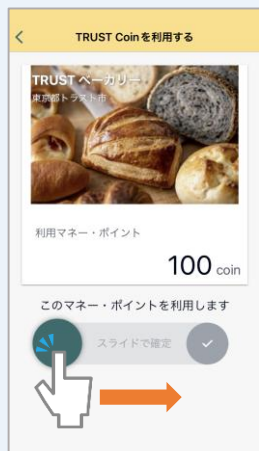 TRUST Coinを利用する
TRUST ベーカリー
東京都トラスト市
利用マネー・ポイント
100 coin
このマネー・ポイントを利用します
スライドで確定